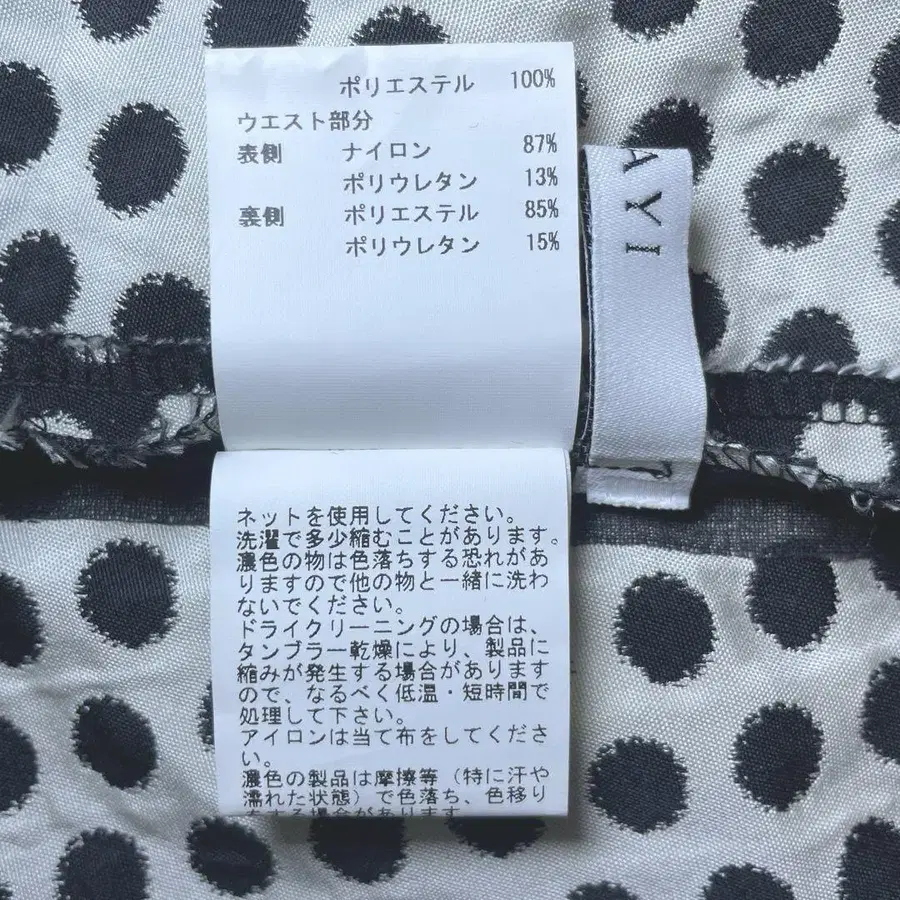 ポリエステル 100%
ウエスト部分
表側 ナイロン 87%
ポリウレタン 13%
裏側 ポリエステル 85%
ポリウレタン 15%
AYI
ネットを使用してください。
洗濯で多少縮むことがあります。
濃色の物は色落ちする恐れがあ
りますので他の物と一緒に洗わ
ないでください。
ドライクリーニングの場合は、
タンブラー乾燥により、製品に
縮みが発生する場合があります
ので、なるべく低温・短時間で
処理して下さい。
アイロンは当て布をしてくださ
い。
濃色の製品は摩擦等（特に汗や
濡れた状態）で色落ち、色移り
する場合があります